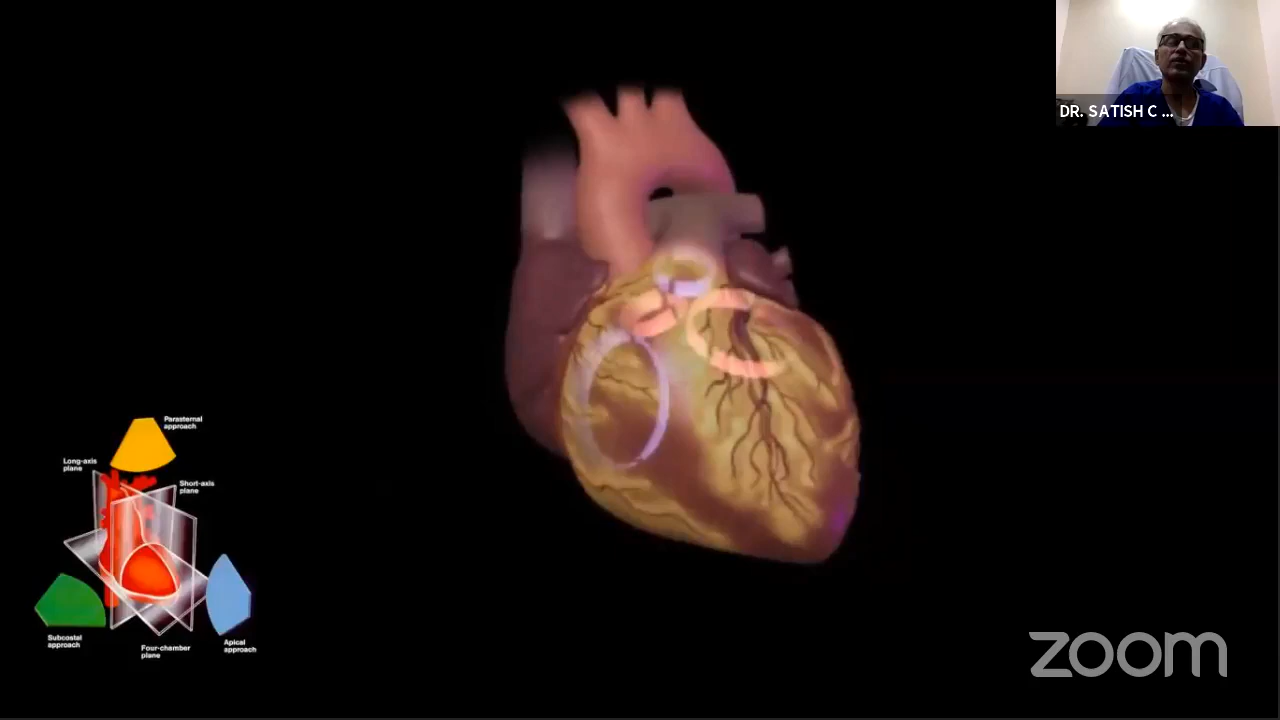 DR. SATISH C ...
Parasternal
approach
Long-axis
plane
Short-axis
plane
Subcostal
approach
Four-chamber
plane
Apical
approach
zoom